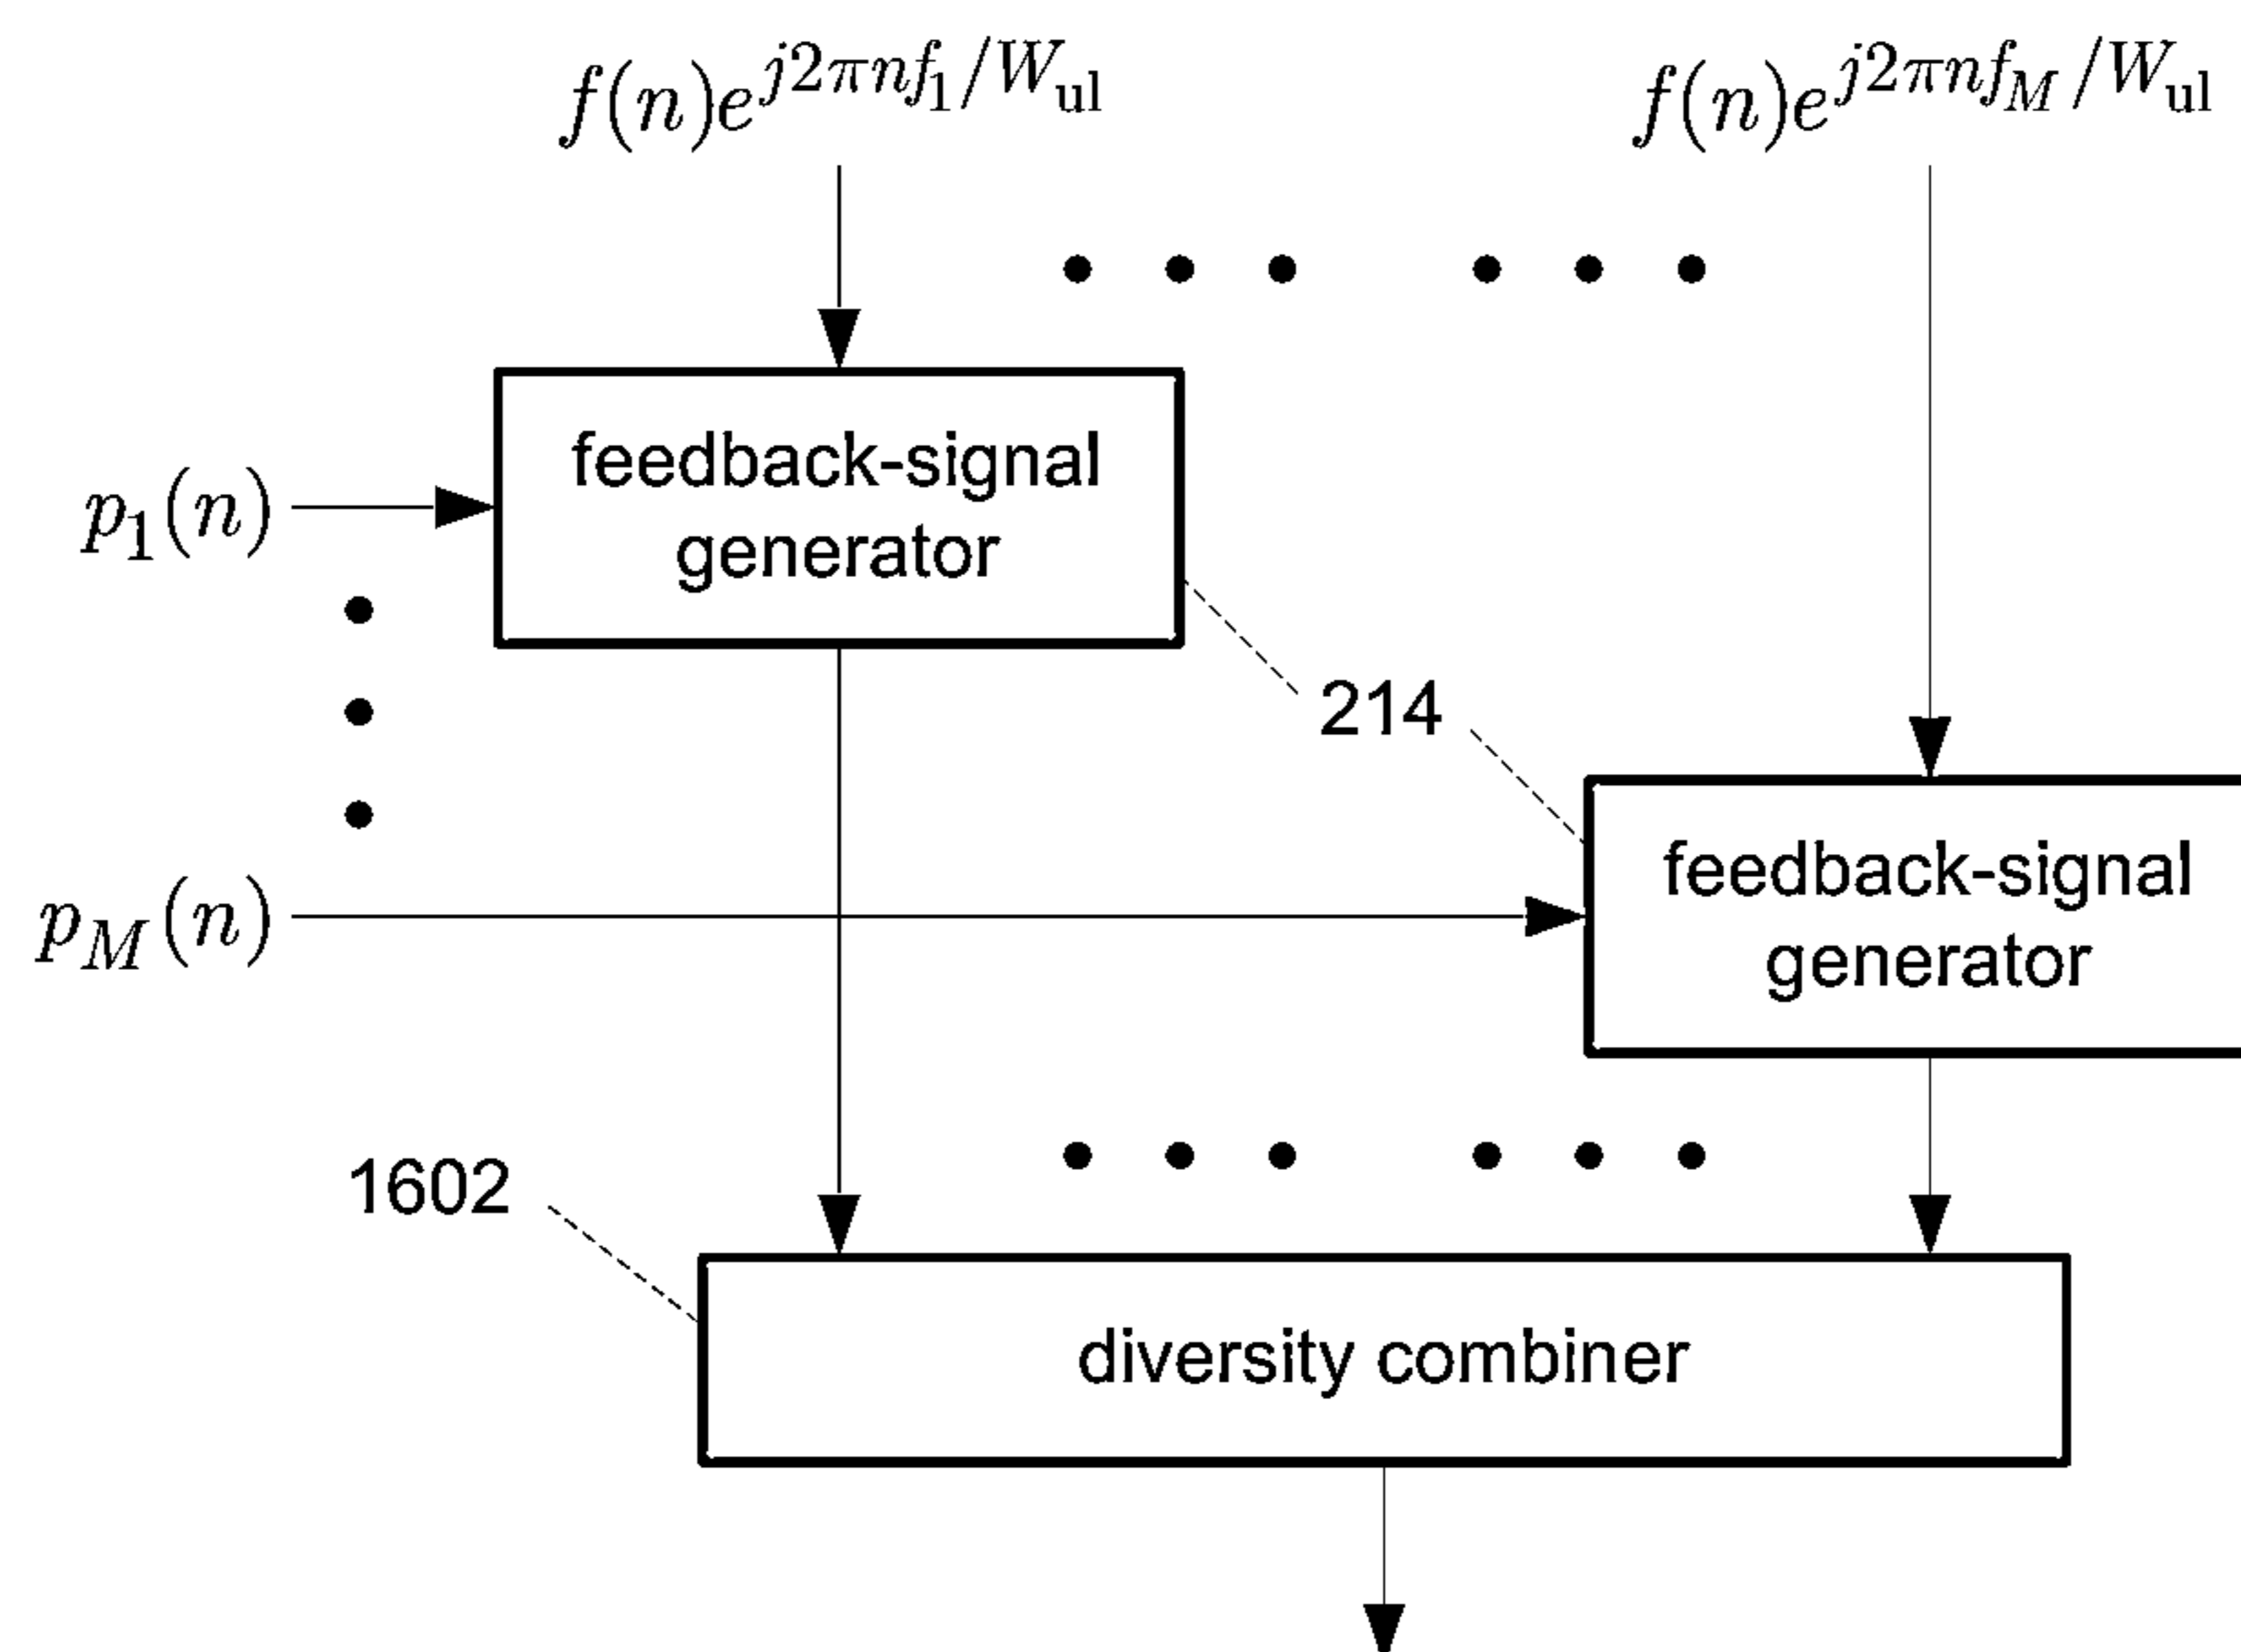 f(n)e^{j2πnf_1/W_ul}
f(n)e^{j2πnf_M/W_ul}
p_1(n)
feedback-signal
generator
214
p_M(n)
feedback-signal
generator
1602
diversity combiner